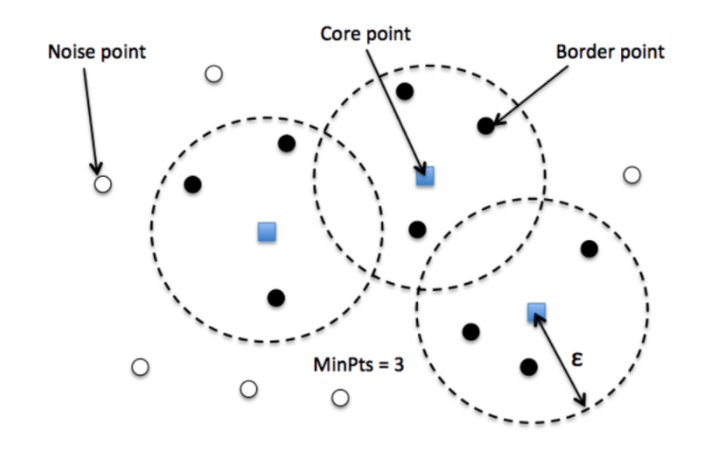 Core point
Noise point
Border point
MinPts = 3
ε